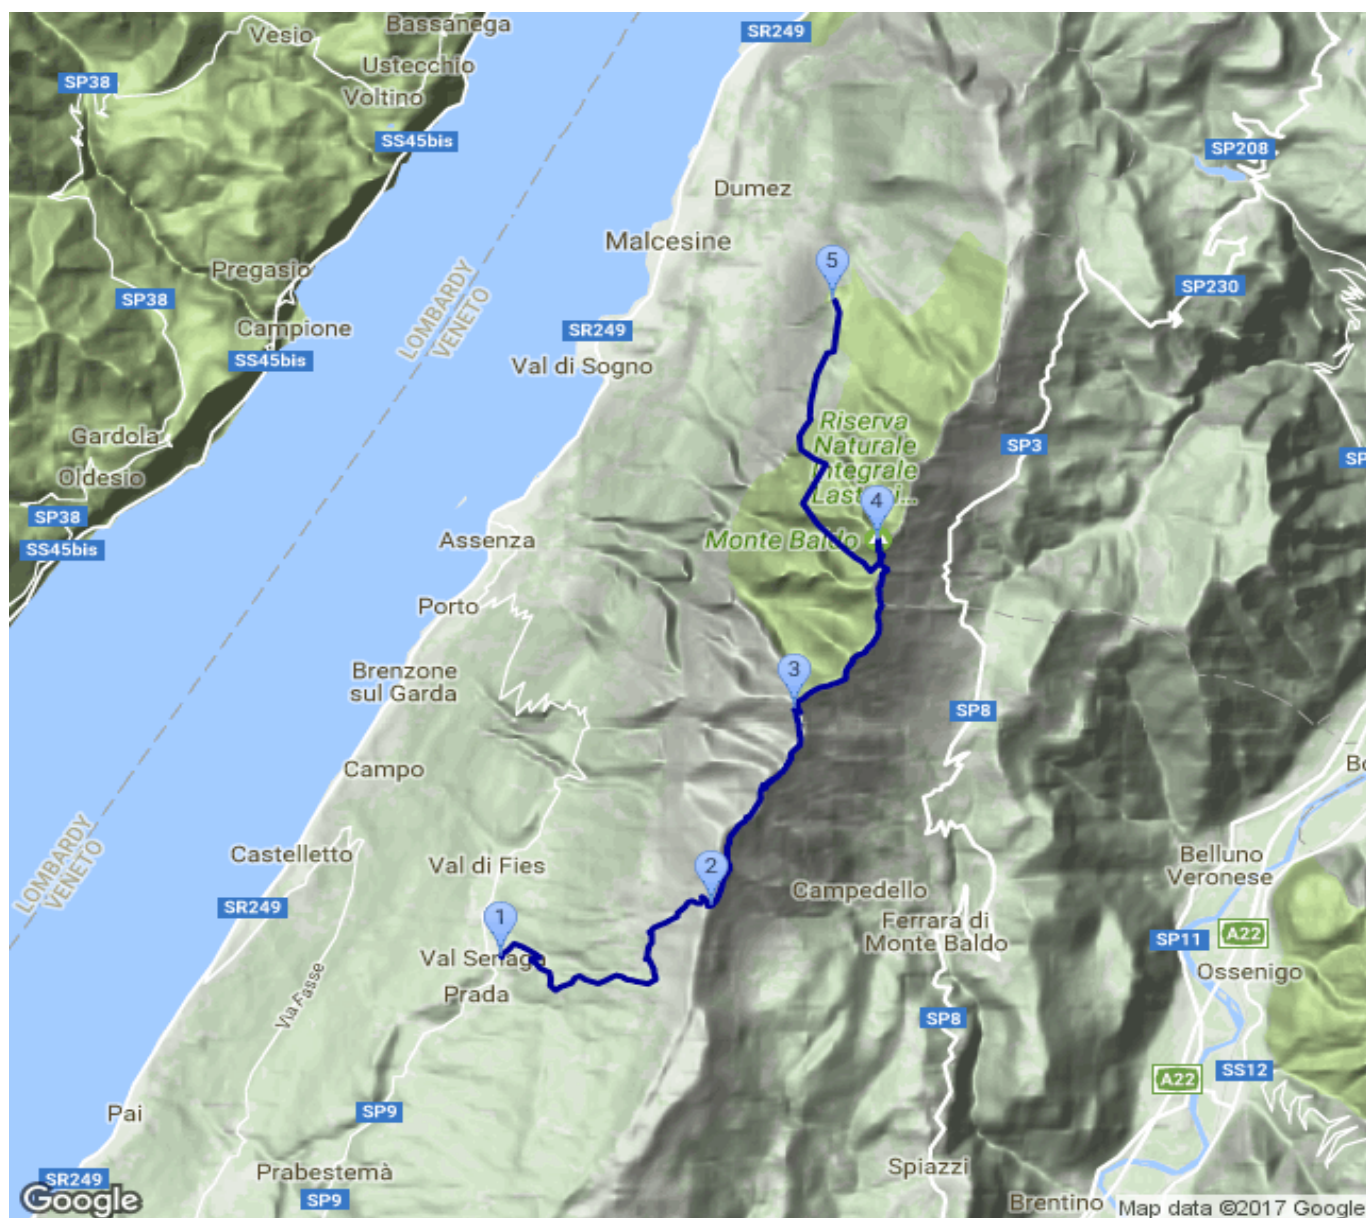 Vesio
Bassanega
SR249
SP38
Ustecchio
Voltino
SS45bis
SP208
Dumez
Malcesine
Pregasio
SP38
5
SP230
LOMBARDY
VENETO
Campione
SR249
SS45bis
Val di Sogno
Gardola
Riserva
Naturale
Integrale
SP3
Oldesio
SP38
4
SS45bis
Assenza
Monte Baldo
Porto
Brenzone
sul Garda
3
SP8
Campo
LOMBARDY
VENETO
Castelletto
Val di Fies
2
Campedello
Belluno
Veronese
SR249
1
Ferrara di
Monte Baldo
SP11
A22
Val Senaga
Ossenigo
Prada
Via Fasse
SP8
A22
SS12
Pai
SP9
SR249
Prabestemà
Spiazzi
SP9
Brentino
Google
Map data ©2017 Google